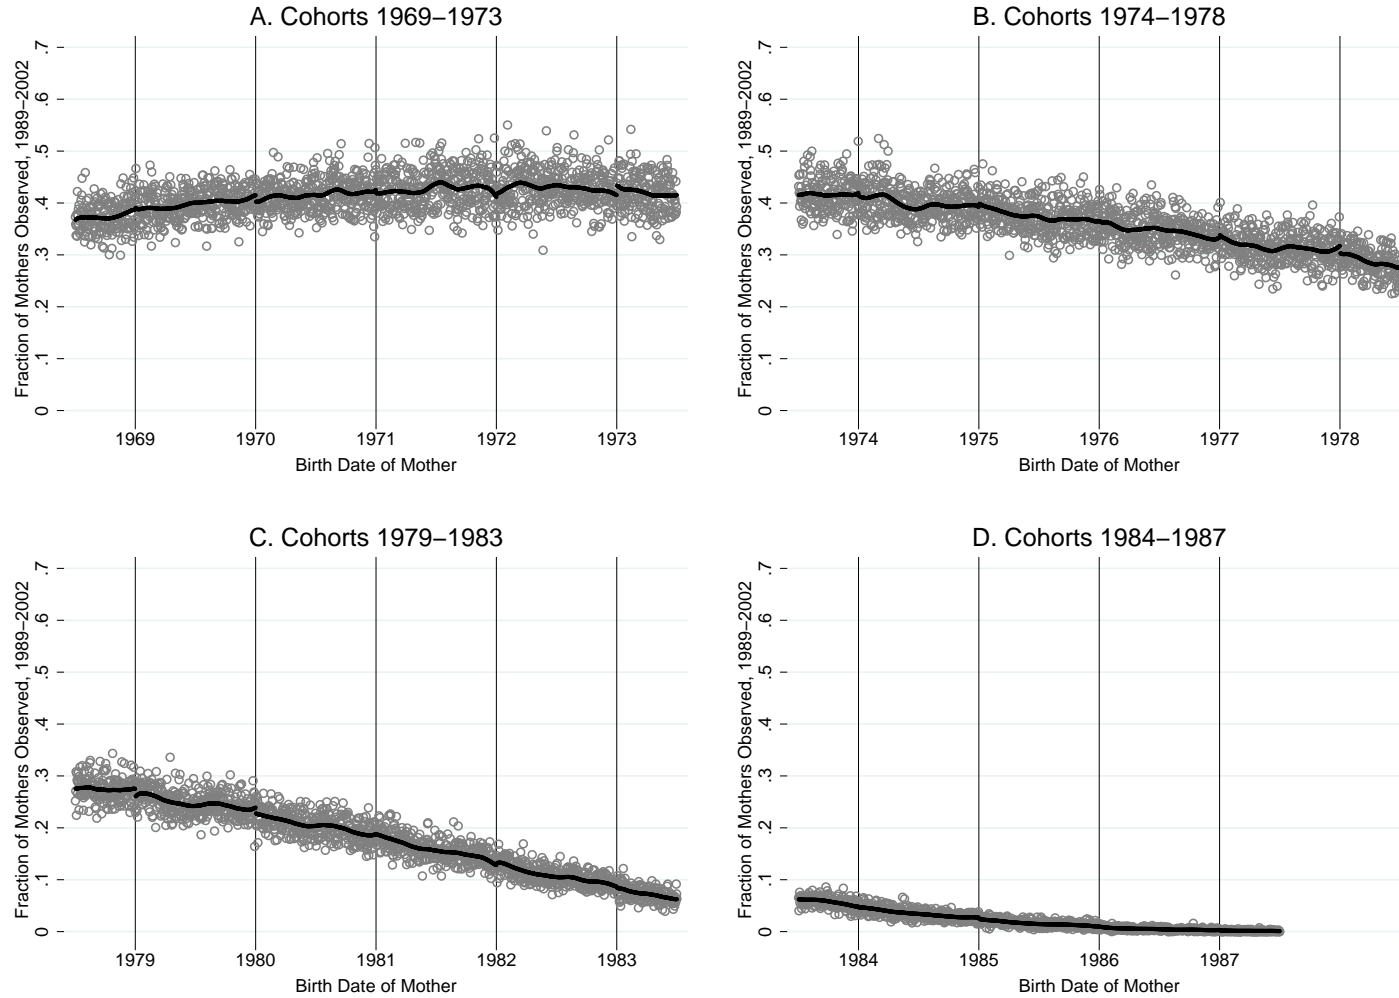 A. Cohorts 1969–1973
Fraction of Mothers Observed, 1989–2002
.7
.6
.5
.4
.3
.2
.1
0
1969 1970 1971 1972 1973
Birth Date of Mother
B. Cohorts 1974–1978
Fraction of Mothers Observed, 1989–2002
.7
.6
.5
.4
.3
.2
.1
0
1974 1975 1976 1977 1978
Birth Date of Mother
C. Cohorts 1979–1983
Fraction of Mothers Observed, 1989–2002
.7
.6
.5
.4
.3
.2
.1
0
1979 1980 1981 1982 1983
Birth Date of Mother
D. Cohorts 1984–1987
Fraction of Mothers Observed, 1989–2002
.7
.6
.5
.4
.3
.2
.1
0
1984 1985 1986 1987
Birth Date of Mother